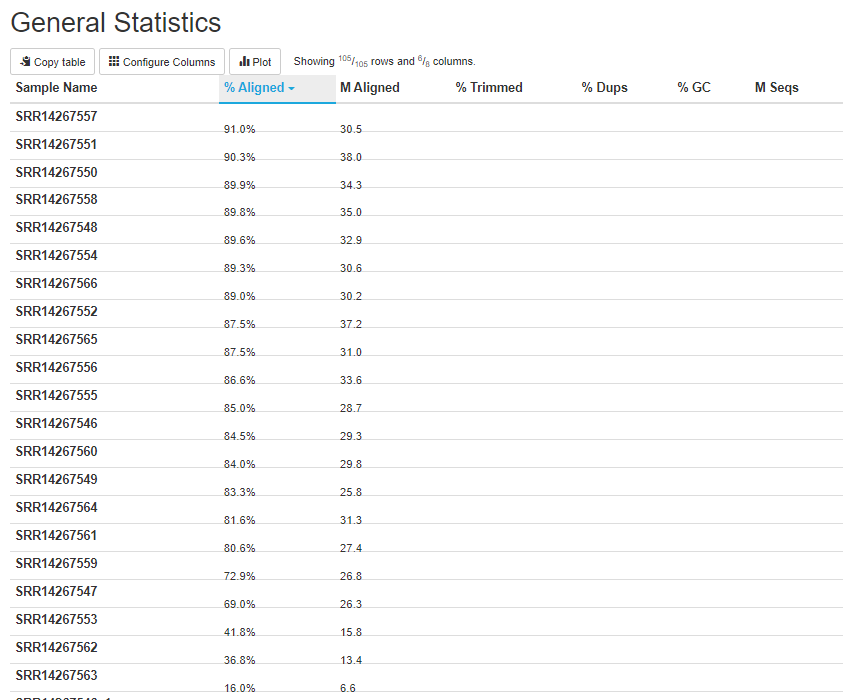 General Statistics
Copy table Configure Columns Plot Showing 105/105 rows and 6/8 columns.
Sample Name % Aligned M Aligned % Trimmed % Dups % GC M Seqs
SRR14267557 91.0% 30.5
SRR14267551 90.3% 38.0
SRR14267550 89.9% 34.3
SRR14267558 89.8% 35.0
SRR14267548 89.6% 32.9
SRR14267554 89.3% 30.6
SRR14267566 89.0% 30.2
SRR14267552 87.5% 37.2
SRR14267565 87.5% 31.0
SRR14267556 86.6% 33.6
SRR14267555 85.0% 28.7
SRR14267546 84.5% 29.3
SRR14267560 84.0% 29.8
SRR14267549 83.3% 25.8
SRR14267564 81.6% 31.3
SRR14267561 80.6% 27.4
SRR14267559 72.9% 26.8
SRR14267547 69.0% 26.3
SRR14267553 41.8% 15.8
SRR14267562 36.8% 13.4
SRR14267563 16.0% 6.6